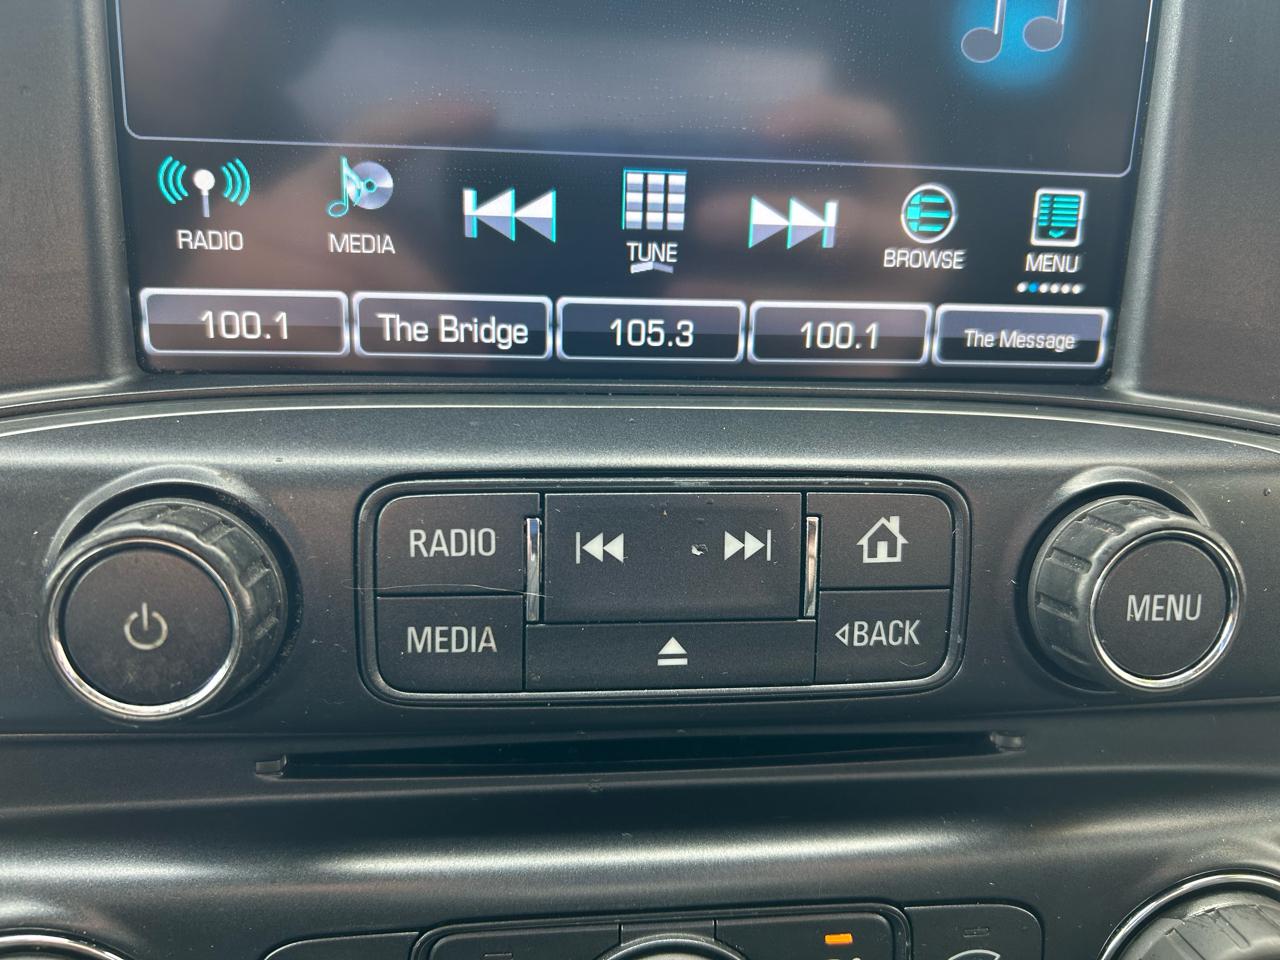 RADIO
MEDIA
TUNE
BROWSE
MENU
100.1
The Bridge
105.3
100.1
The Message
RADIO
MEDIA
◁BACK
MENU